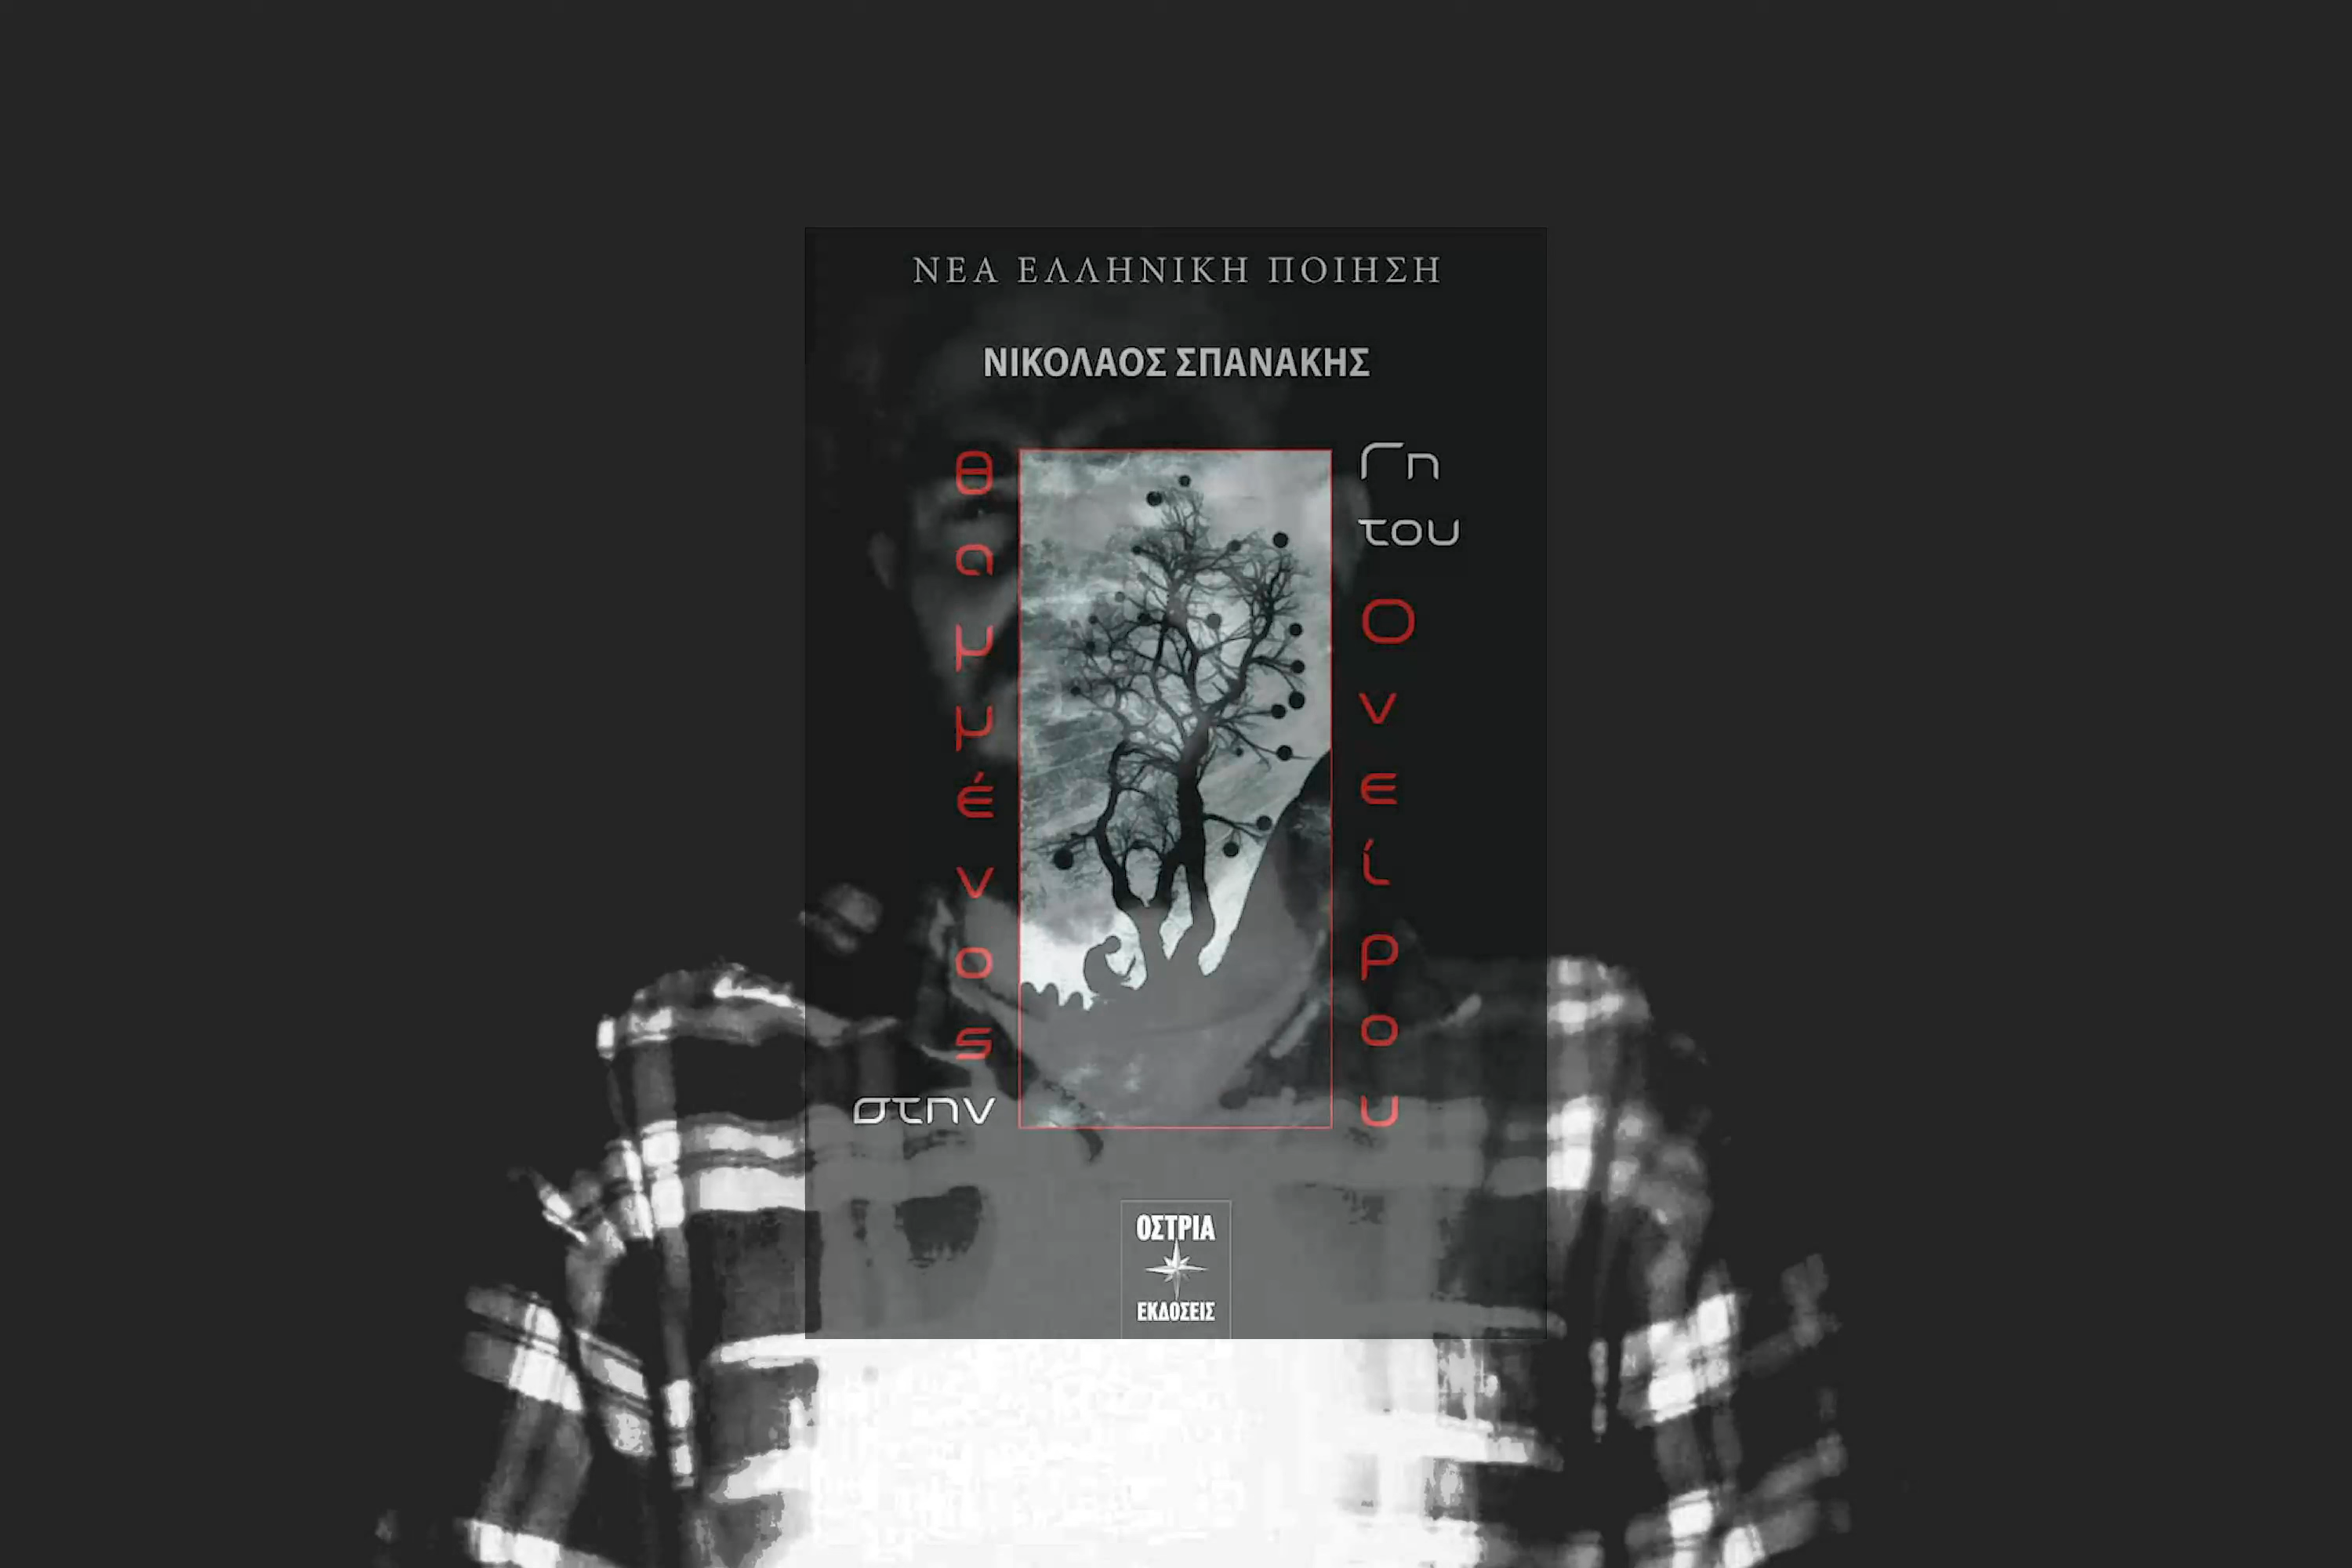 ΝΕΑ ΕΛΛΗΝΙΚΗ ΠΟΙΗΣΗ
ΝΙΚΟΛΑΟΣ ΣΠΑΝΑΚΗΣ
θαμμένος
στην
Γη
του
Ονείρου
ΟΣΤΡΙΑ
ΕΚΔΟΣΕΙΣ